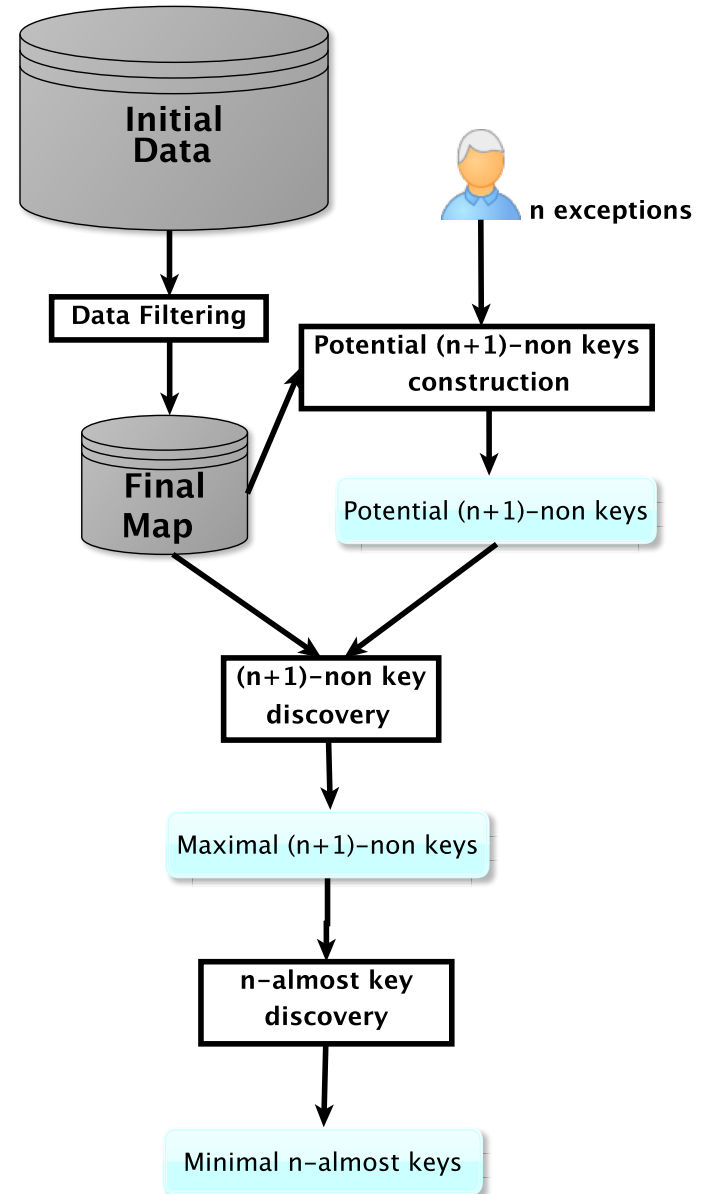 Initial
Data
n exceptions
Data Filtering
Potential (n+1)-non keys
construction
Final
Map
Potential (n+1)-non keys
(n+1)-non key
discovery
Maximal (n+1)-non keys
n-almost key
discovery
Minimal n-almost keys